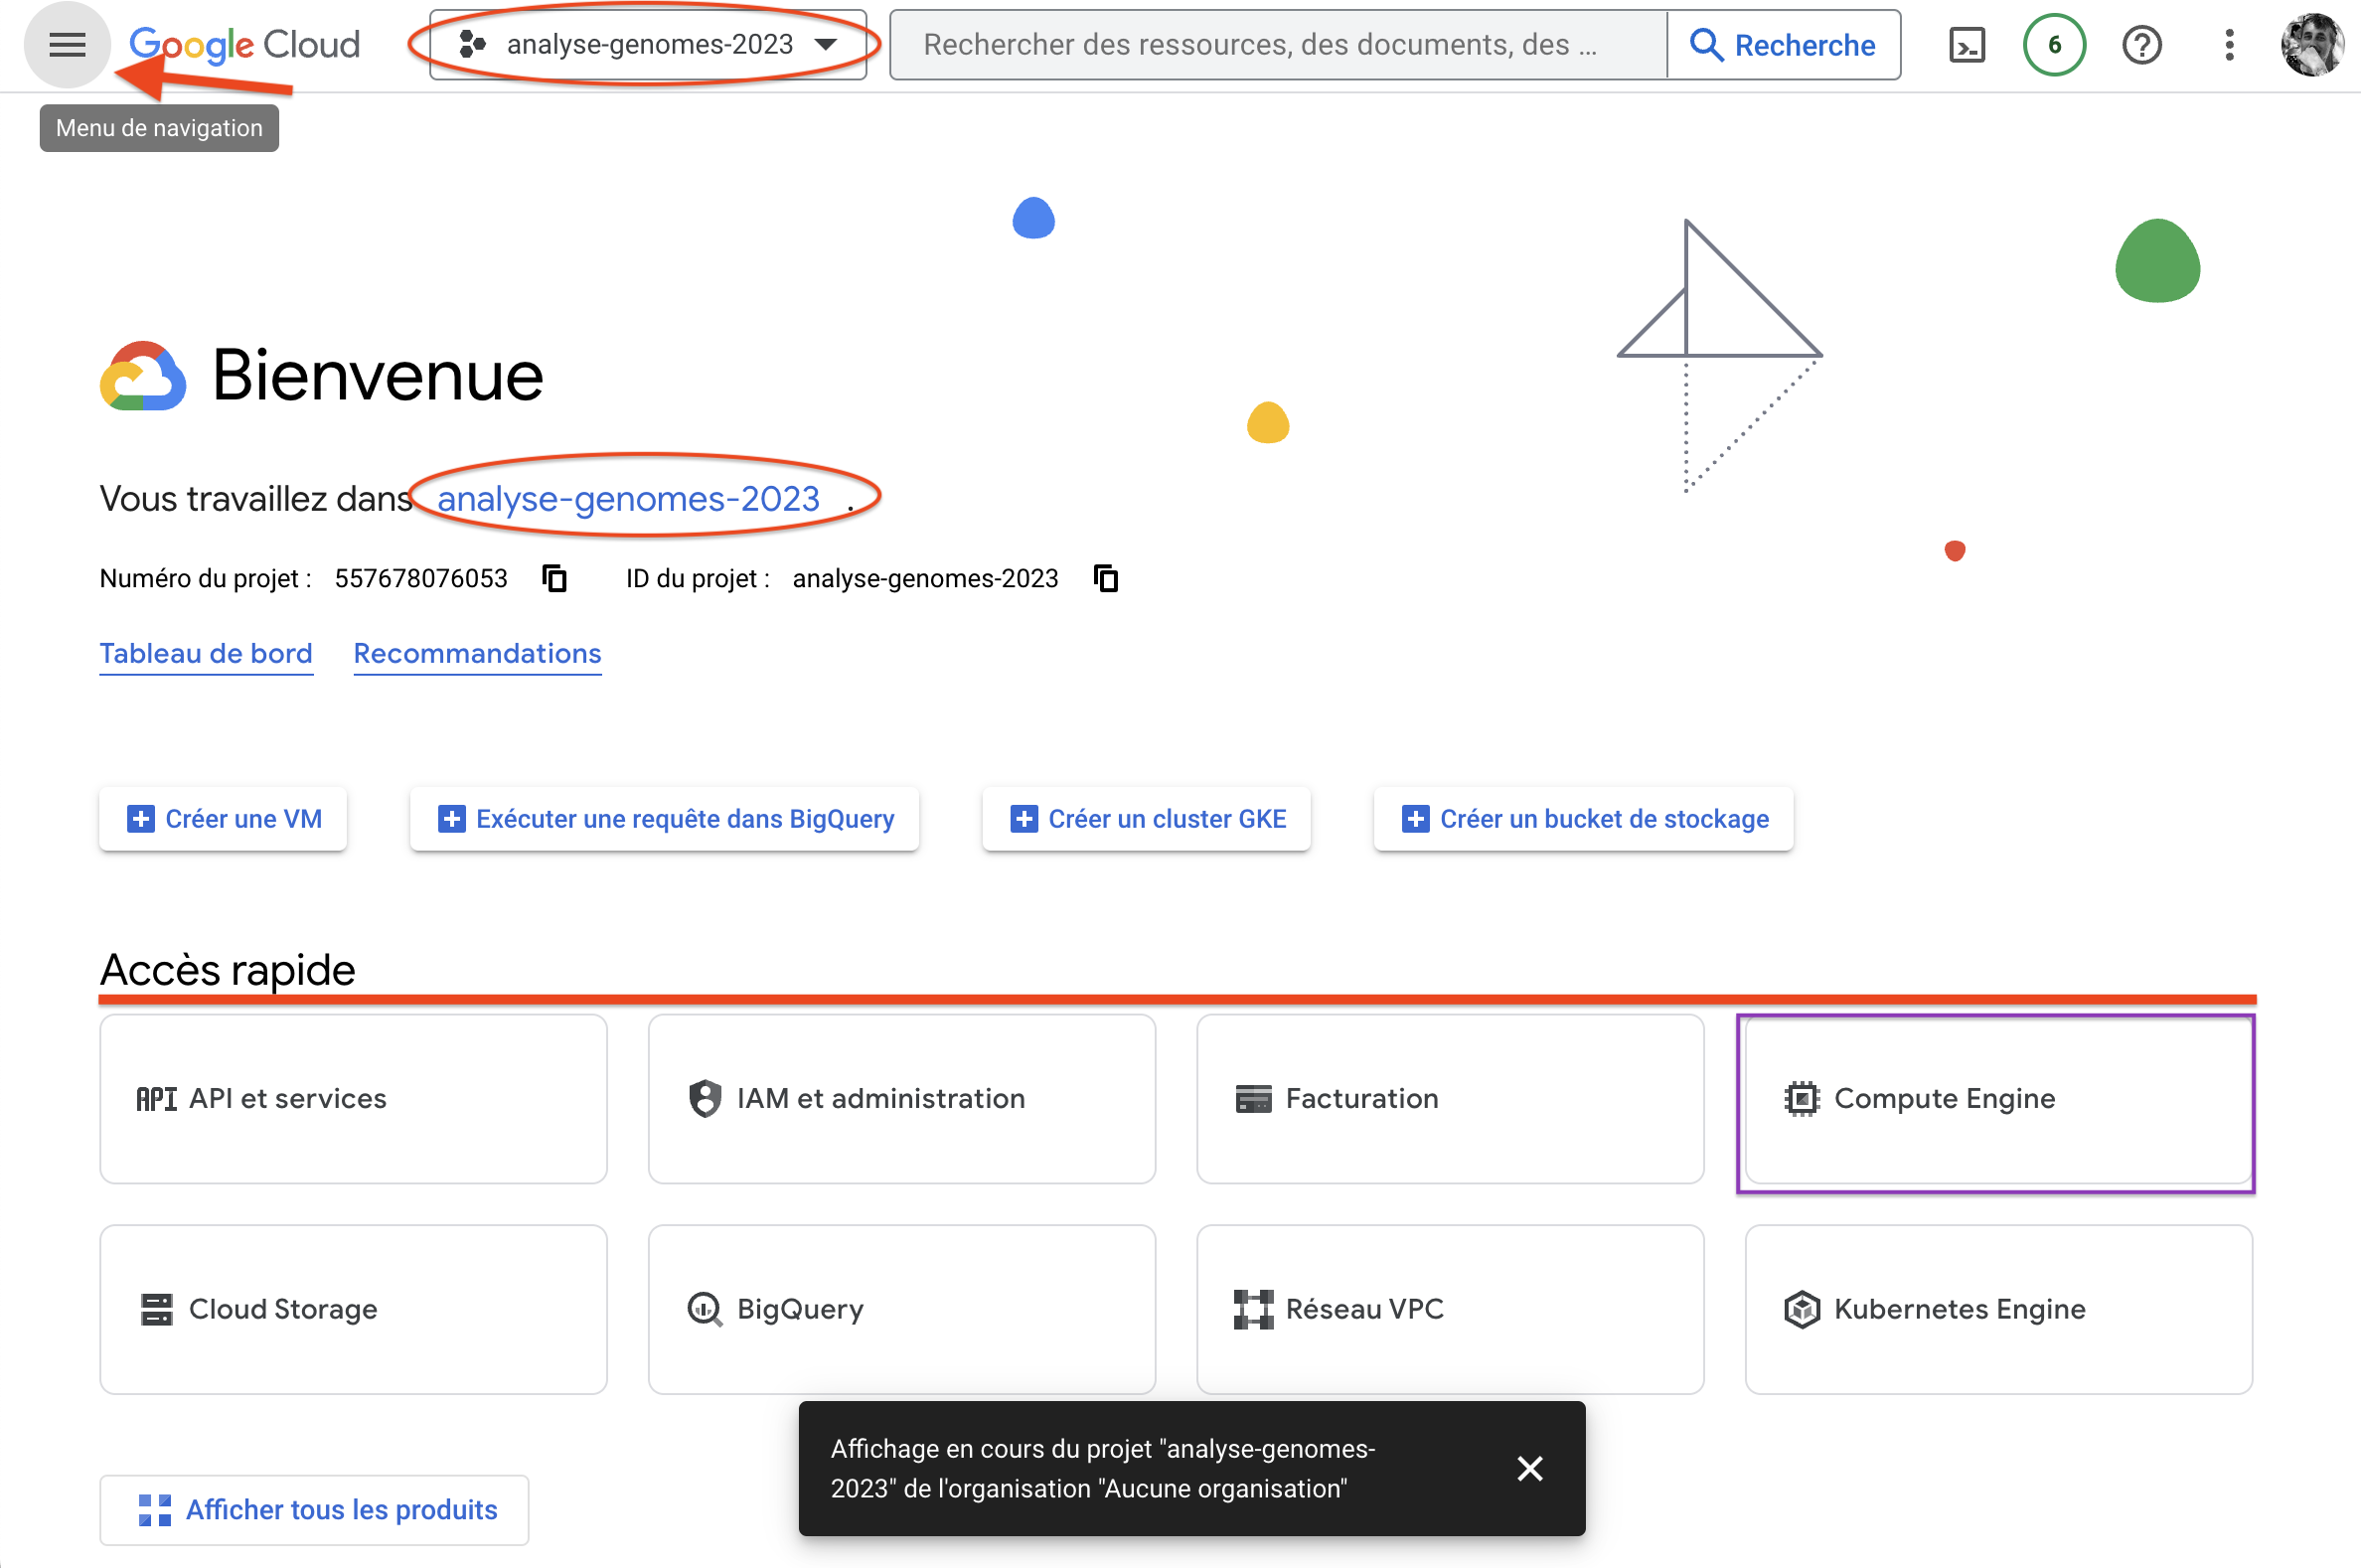 Google Cloud
analyse-genomes-2023
Rechercher des ressources, des documents, des ...
Recherche
6
Menu de navigation
Bienvenue
Vous travaillez dans analyse-genomes-2023 .
Numéro du projet : 557678076053 ID du projet : analyse-genomes-2023
Tableau de bord Recommandations
Créer une VM
Exécuter une requête dans BigQuery
Créer un cluster GKE
Créer un bucket de stockage
Accès rapide
API API et services
IAM et administration
Facturation
Compute Engine
Cloud Storage
BigQuery
Réseau VPC
Kubernetes Engine
Affichage en cours du projet "analyse-genomes-
2023" de l'organisation "Aucune organisation"
Afficher tous les produits